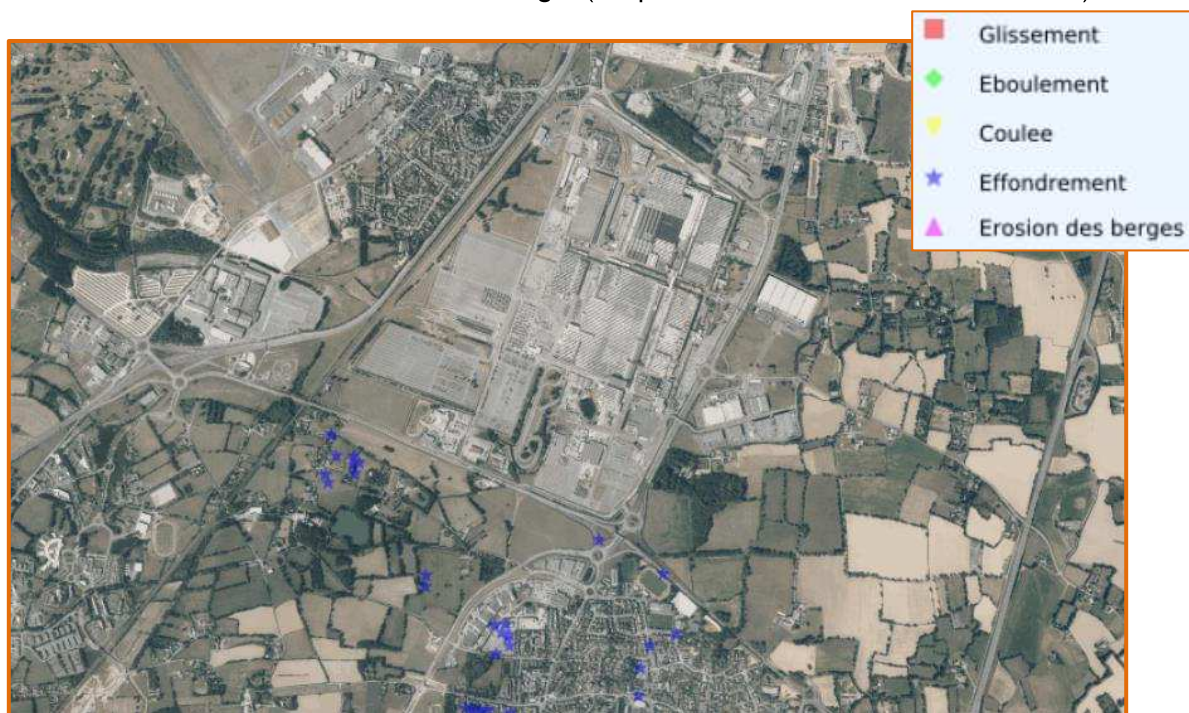 Glissement
Eboulement
Coulee
Effondrement
Erosion des berges